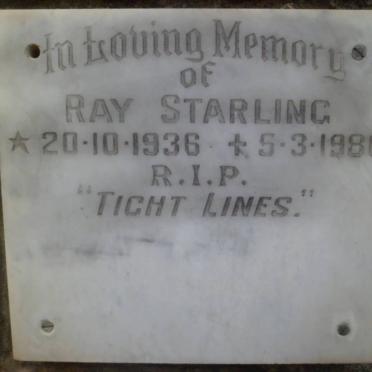 In Loving Memory
of
RAY STARLING
★ 20·10·1936 ✝ 5·3·198
R.I.P.
"TIGHT LINES."